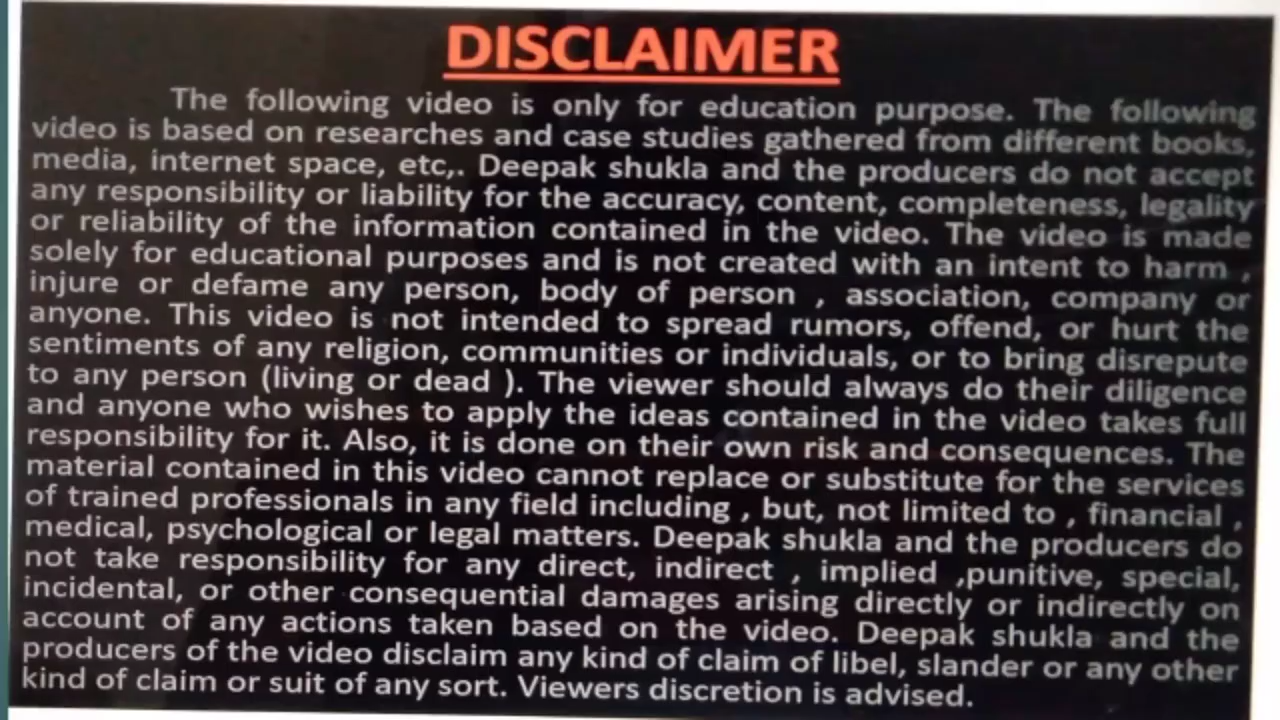 DISCLAIMER
The following video is only for education purpose. The following
video is based on researches and case studies gathered from different books,
media, internet space, etc,. Deepak shukla and the producers do not accept
any responsibility or liability for the accuracy, content, completeness, legality
or reliability of the information contained in the video. The video is made
solely for educational purposes and is not created with an intent to harm ,
injure or defame any person, body of person , association, company or
anyone. This video is not intended to spread rumors, offend, or hurt the
sentiments of any religion, communities or individuals, or to bring disrepute
to any person (living or dead ). The viewer should always do their diligence
and anyone who wishes to apply the ideas contained in the video takes full
responsibility for it. Also, it is done on their own risk and consequences. The
material contained in this video cannot replace or substitute for the services
of trained professionals in any field including , but, not limited to , financial ,
medical, psychological or legal matters. Deepak shukla and the producers do
not take responsibility for any direct, indirect , implied ,punitive, special,
incidental, or other consequential damages arising directly or indirectly on
account of any actions taken based on the video. Deepak shukla and the
producers of the video disclaim any kind of claim of libel, slander or any other
kind of claim or suit of any sort. Viewers discretion is advised.